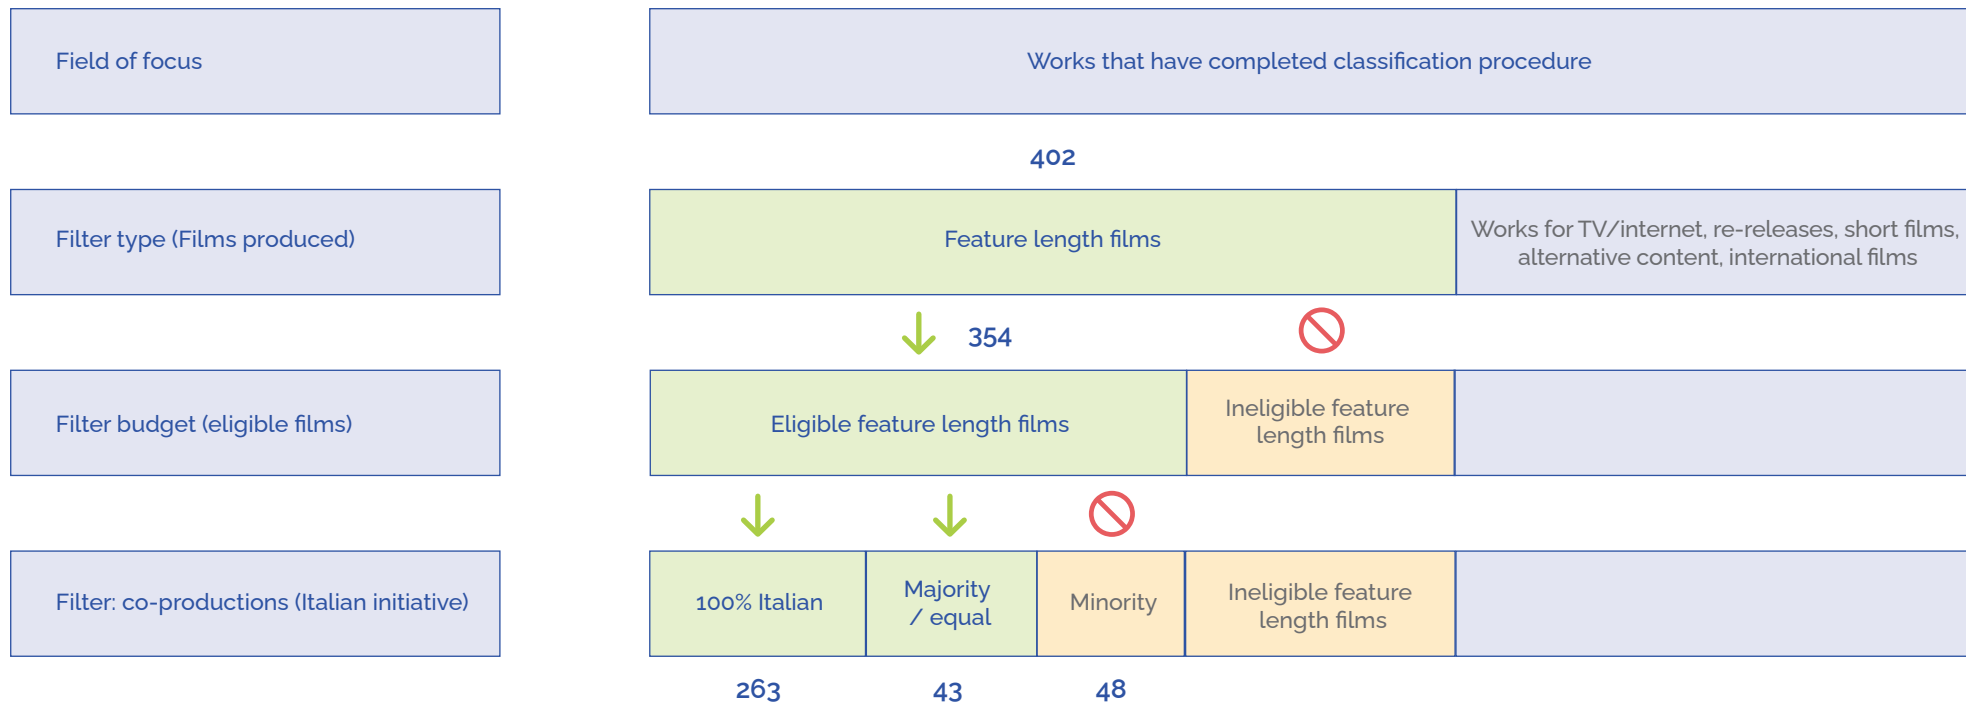 Field of focus
Works that have completed classification procedure
402
Filter type (Films produced)
Feature length films
Works for TV/internet, re-releases, short films,
alternative content, international films
354
Filter budget (eligible films)
Eligible feature length films
Ineligible feature
length films
Filter: co-productions (Italian initiative)
100% Italian
Majority
/ equal
Minority
Ineligible feature
length films
263
43
48